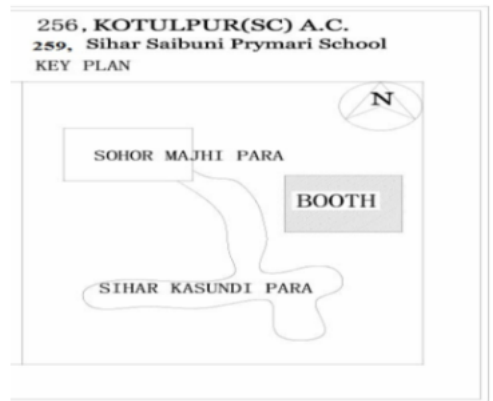 256, KOTULPUR(SC) A.C.
259, Sihar Saibuni Prymari School
KEY PLAN
N
SOHOR MAJHI PARA
BOOTH
SIHAR KASUNDI PARA